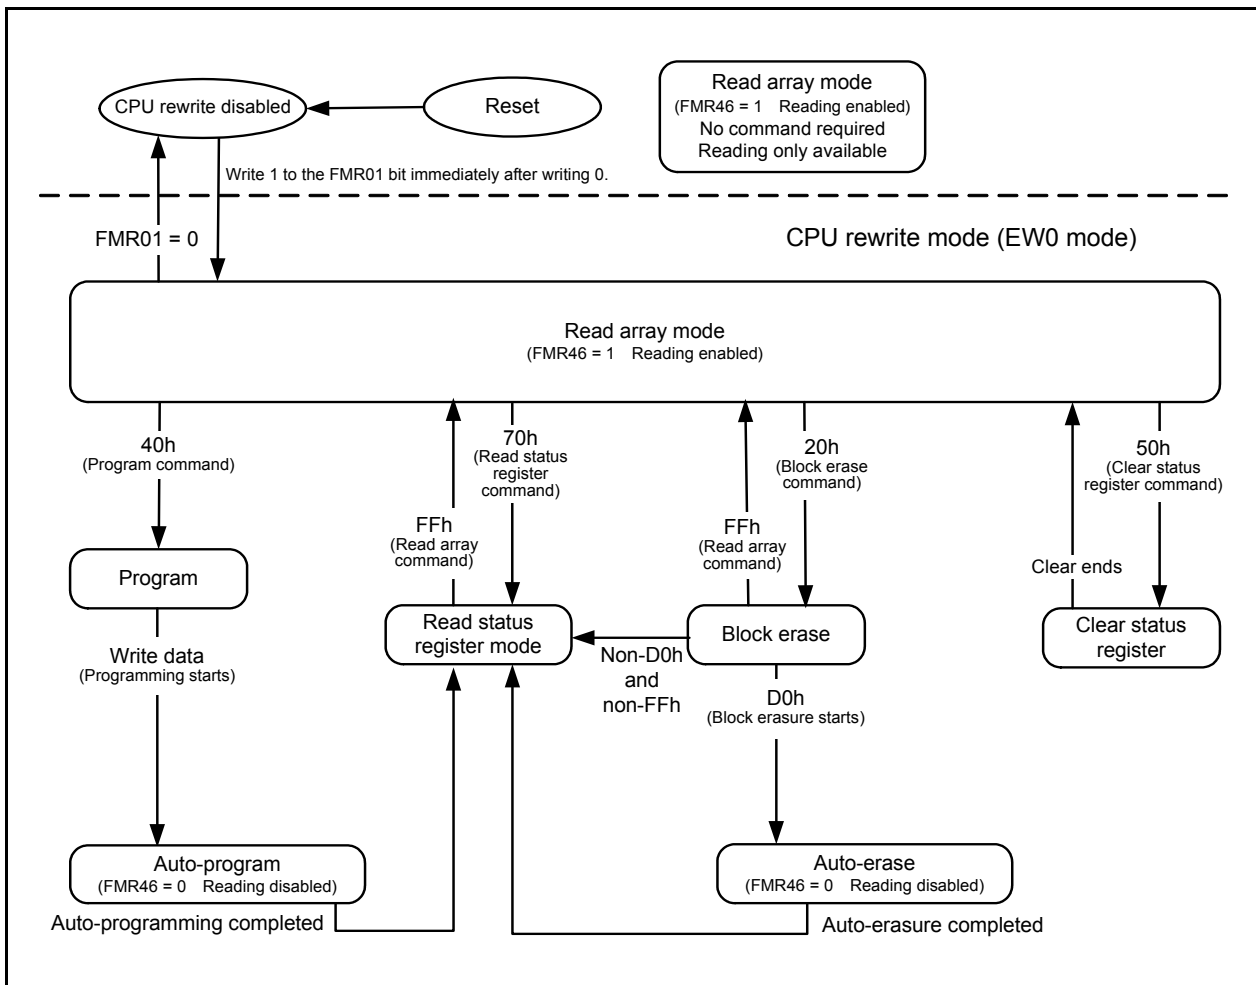 CPU rewrite disabled
Reset
Read array mode
(FMR46 = 1 Reading enabled)
No command required
Reading only available
Write 1 to the FMR01 bit immediately after writing 0.
FMR01 = 0
CPU rewrite mode (EW0 mode)
Read array mode
(FMR46 = 1 Reading enabled)
40h
(Program command)
70h
(Read status
register
command)
20h
(Block erase
command)
50h
(Clear status
register command)
FFh
(Read array
command)
FFh
(Read array
command)
Clear ends
Program
Read status
register mode
Block erase
Clear status
register
Write data
(Programming starts)
Non-D0h
and
non-FFh
D0h
(Block erasure starts)
Auto-program
(FMR46 = 0 Reading disabled)
Auto-erase
(FMR46 = 0 Reading disabled)
Auto-programming completed
Auto-erasure completed